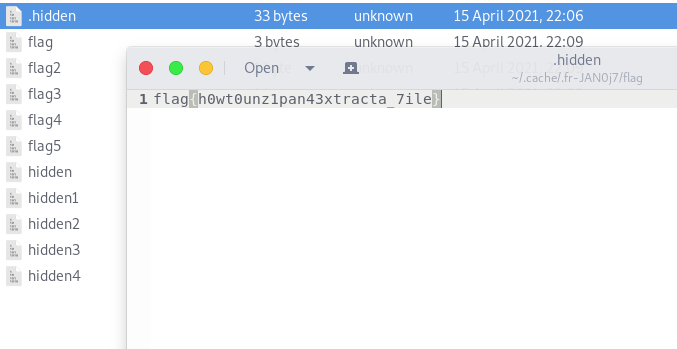 .hidden 33 bytes unknown 15 April 2021, 22:06
flag 3 bytes unknown 15 April 2021, 22:09
flag2
flag3
flag4
flag5
hidden
hidden1
hidden2
hidden3
hidden4
Open .hidden
~/.cache/.fr-JAN0j7/flag
1 flag{h0wt0unz1pan43xtracta_7ile}